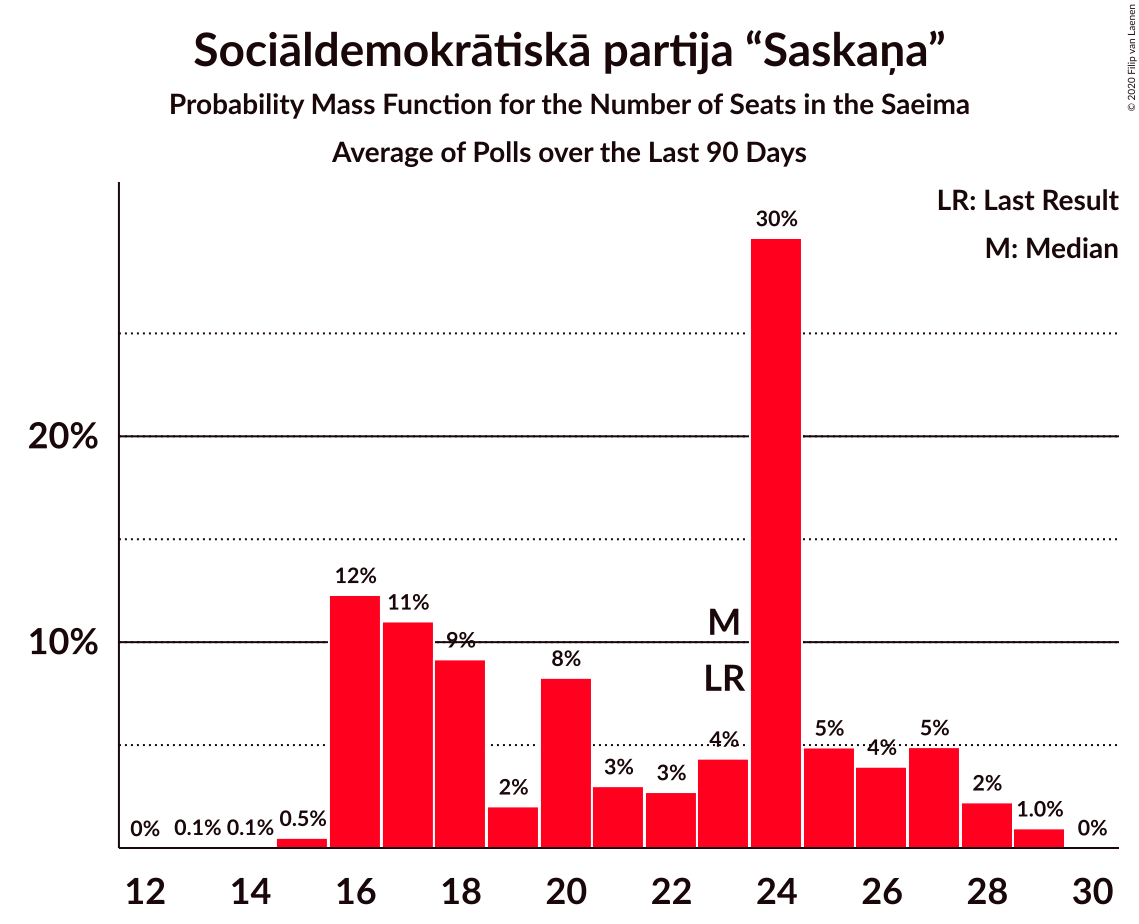 Sociāldemokrātiskā partija “Saskaņa”
Probability Mass Function for the Number of Seats in the Saeima
Average of Polls over the Last 90 Days
© 2020 Filip van Laenen
LR: Last Result
M: Median
30%
20%
12%
11%
M
10%
9%
8%
LR
5%
5%
4%
4%
3%
3%
2%
2%
1.0%
0.5%
0%
0.1%
0.1%
0%
12 14 16 18 20 22 24 26 28 30